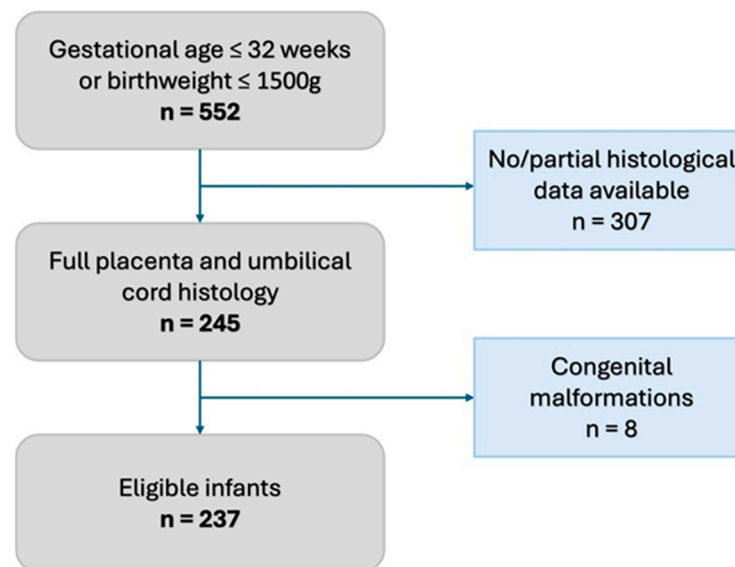 Gestational age ≤ 32 weeks
or birthweight ≤ 1500g
n = 552
No/partial histological
data available
n = 307
Full placenta and umbilical
cord histology
n = 245
Congenital
malformations
n = 8
Eligible infants
n = 237